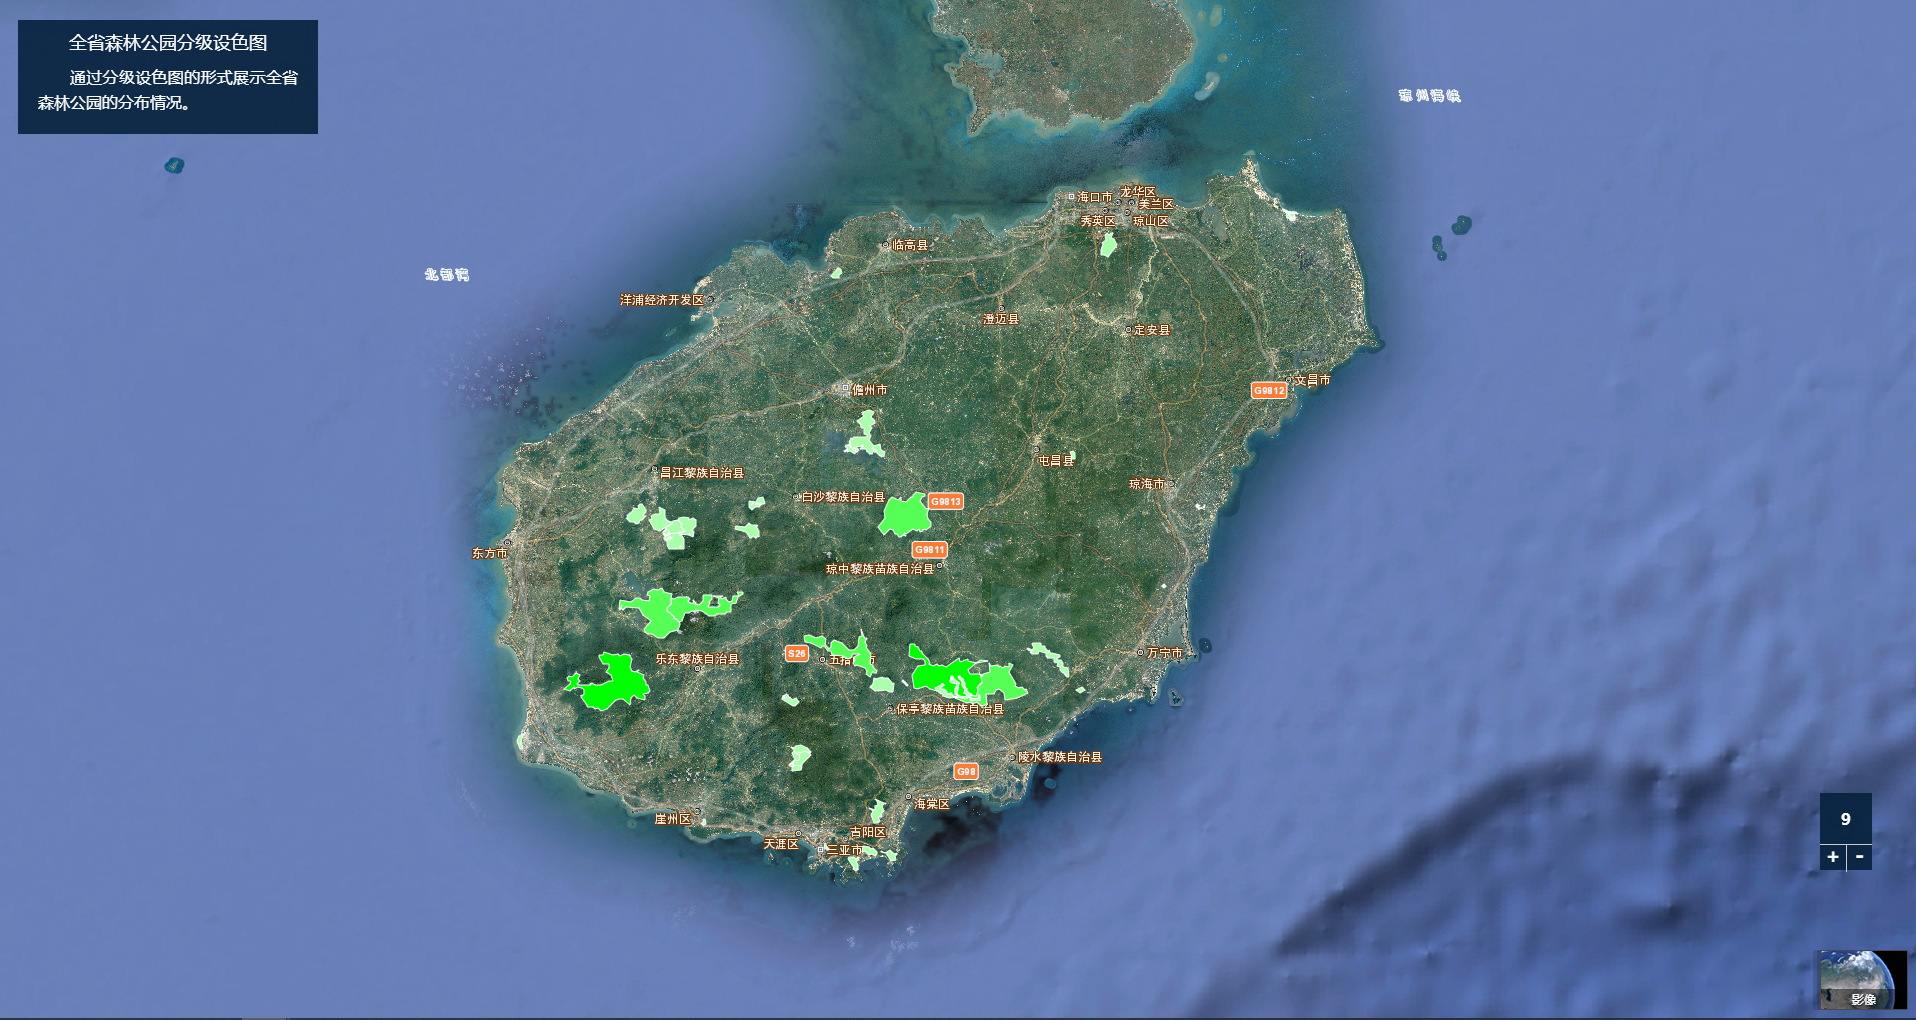 全省森林公园分级设色图
通过分级设色图的形式展示全省
森林公园的分布情况。
琼州海峡
龙华区
海口市
美兰区
秀英区
琼山区
临高县
北部湾
洋浦经济开发区
澄迈县
定安县
文昌市
G9812
儋州市
屯昌县
昌江黎族自治县
琼海市
白沙黎族自治县
G9813
东方市
G9811
琼中黎族苗族自治县
S26
乐东黎族自治县
万宁市
保亭黎族苗族自治县
陵水黎族自治县
G98
海棠区
崖州区
吉阳区
天涯区
三亚市
9
+ -
影像